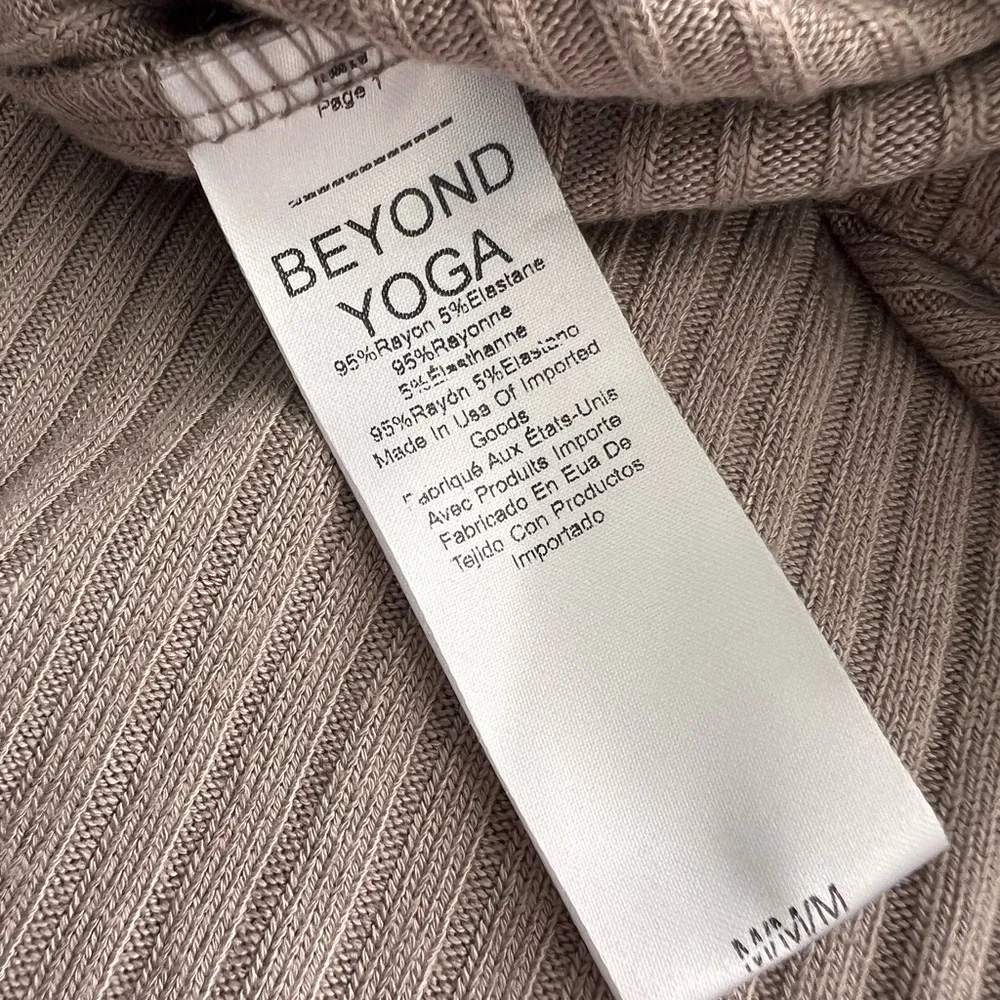 Page 1
BEYOND
YOGA
95%Rayon 5%Elastane
95%Rayonne
5%Élasthanne
95%Rayón 5%Elastano
Made In Usa Of Imported
Goods
Fabriqué Aux États-Unis
Avec Produits Importe
Fabricado En Eua De
Tejido Con Productos
Importado
M/M/M